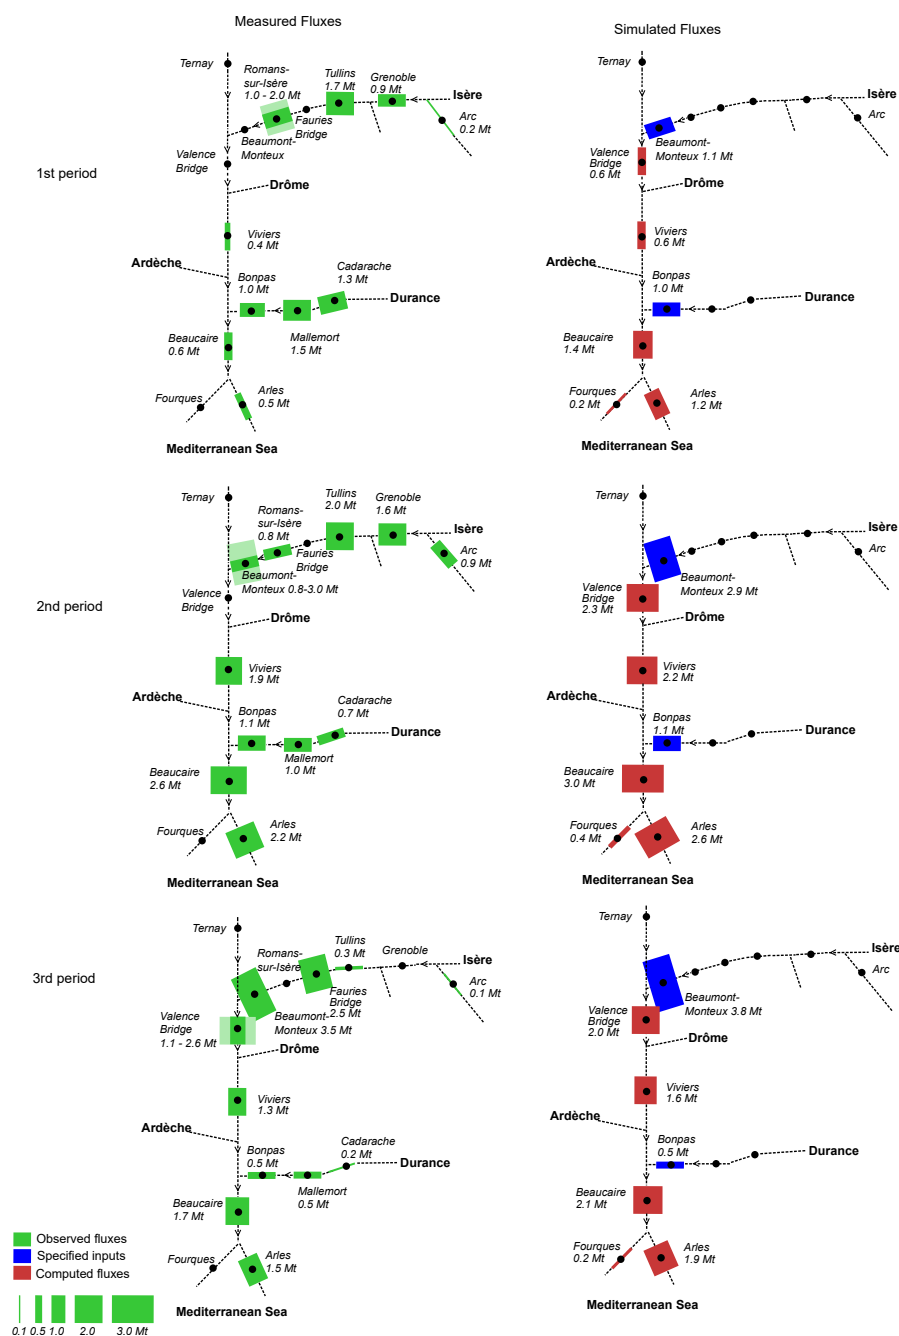 Measured Fluxes
Simulated Fluxes
1st period
Ternay
Romans-
sur-Isère
1.0 - 2.0 Mt
Tullins
1.7 Mt
Grenoble
0.9 Mt
Isère
Arc
0.2 Mt
Fauries
Bridge
Beaumont-
Monteux
Valence
Bridge
Drôme
Viviers
0.4 Mt
Ardèche
Bonpas
1.0 Mt
Cadarache
1.3 Mt
Durance
Mallemort
1.5 Mt
Beaucaire
0.6 Mt
Fourques
Arles
0.5 Mt
Mediterranean Sea
Ternay
Isère
Arc
Beaumont-
Monteux 1.1 Mt
Valence
Bridge
0.6 Mt
Drôme
Viviers
0.6 Mt
Ardèche
Bonpas
1.0 Mt
Durance
Beaucaire
1.4 Mt
Fourques
0.2 Mt
Arles
1.2 Mt
Mediterranean Sea
2nd period
Ternay
Romans-
sur-Isère
0.8 Mt
Tullins
2.0 Mt
Grenoble
1.6 Mt
Isère
Arc
0.9 Mt
Fauries
Bridge
Beaumont-
Monteux 0.8-3.0 Mt
Valence
Bridge
Drôme
Viviers
1.9 Mt
Ardèche
Bonpas
1.1 Mt
Cadarache
0.7 Mt
Durance
Mallemort
1.0 Mt
Beaucaire
2.6 Mt
Fourques
Arles
2.2 Mt
Mediterranean Sea
Ternay
Isère
Arc
Beaumont-
Monteux 2.9 Mt
Valence
Bridge
2.3 Mt
Drôme
Viviers
2.2 Mt
Ardèche
Bonpas
1.1 Mt
Durance
Beaucaire
3.0 Mt
Fourques
0.4 Mt
Arles
2.6 Mt
Mediterranean Sea
3rd period
Ternay
Romans-
sur-Isère
Tullins
0.3 Mt
Grenoble
Isère
Arc
0.1 Mt
Fauries
Bridge
2.5 Mt
Beaumont-
Monteux 3.5 Mt
Valence
Bridge
1.1 - 2.6 Mt
Drôme
Viviers
1.3 Mt
Ardèche
Bonpas
0.5 Mt
Cadarache
0.2 Mt
Durance
Mallemort
0.5 Mt
Beaucaire
1.7 Mt
Fourques
Arles
1.5 Mt
Mediterranean Sea
Ternay
Isère
Arc
Beaumont-
Monteux 3.8 Mt
Valence
Bridge
2.0 Mt
Drôme
Viviers
1.6 Mt
Ardèche
Bonpas
0.5 Mt
Durance
Beaucaire
2.1 Mt
Fourques
0.2 Mt
Arles
1.9 Mt
Mediterranean Sea
Observed fluxes
Specified inputs
Computed fluxes
0.1 0.5 1.0 2.0 3.0 Mt